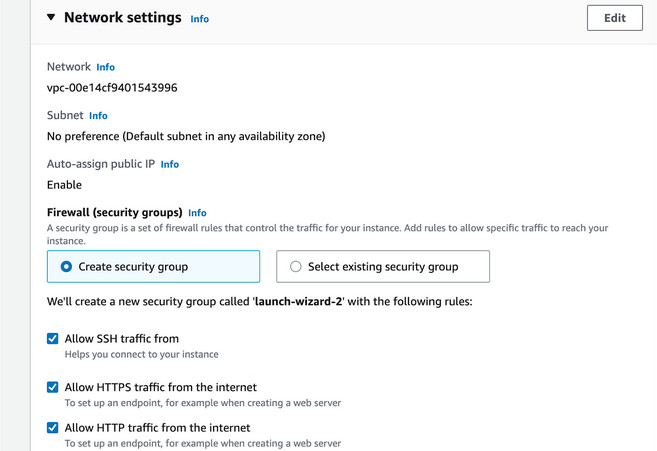 Network settings Info
Edit
Network Info
vpc-00e14cf9401543996
Subnet Info
No preference (Default subnet in any availability zone)
Auto-assign public IP Info
Enable
Firewall (security groups) Info
A security group is a set of firewall rules that control the traffic for your instance. Add rules to allow specific traffic to reach your
instance.
Create security group
Select existing security group
We'll create a new security group called 'launch-wizard-2' with the following rules:
Allow SSH traffic from
Helps you connect to your instance
Allow HTTPS traffic from the internet
To set up an endpoint, for example when creating a web server
Allow HTTP traffic from the internet
To set up an endpoint, for example when creating a web server